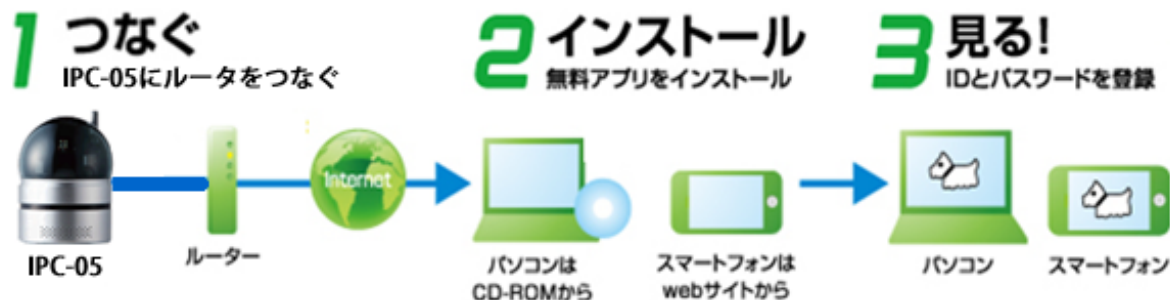 1 つなぐ
IPC-05にルータをつなぐ
IPC-05
ルーター
Internet
2 インストール
無料アプリをインストール
パソコンは
CD-ROMから
スマートフォンは
webサイトから
3 見る!
IDとパスワードを登録
パソコン
スマートフォン